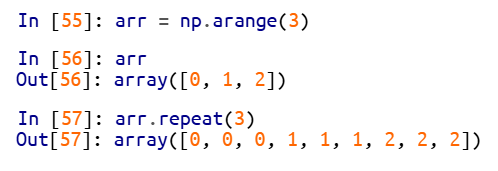 In [55]: arr = np.arange(3)
In [56]: arr
Out[56]: array([0, 1, 2])
In [57]: arr.repeat(3)
Out[57]: array([0, 0, 0, 1, 1, 1, 2, 2, 2])